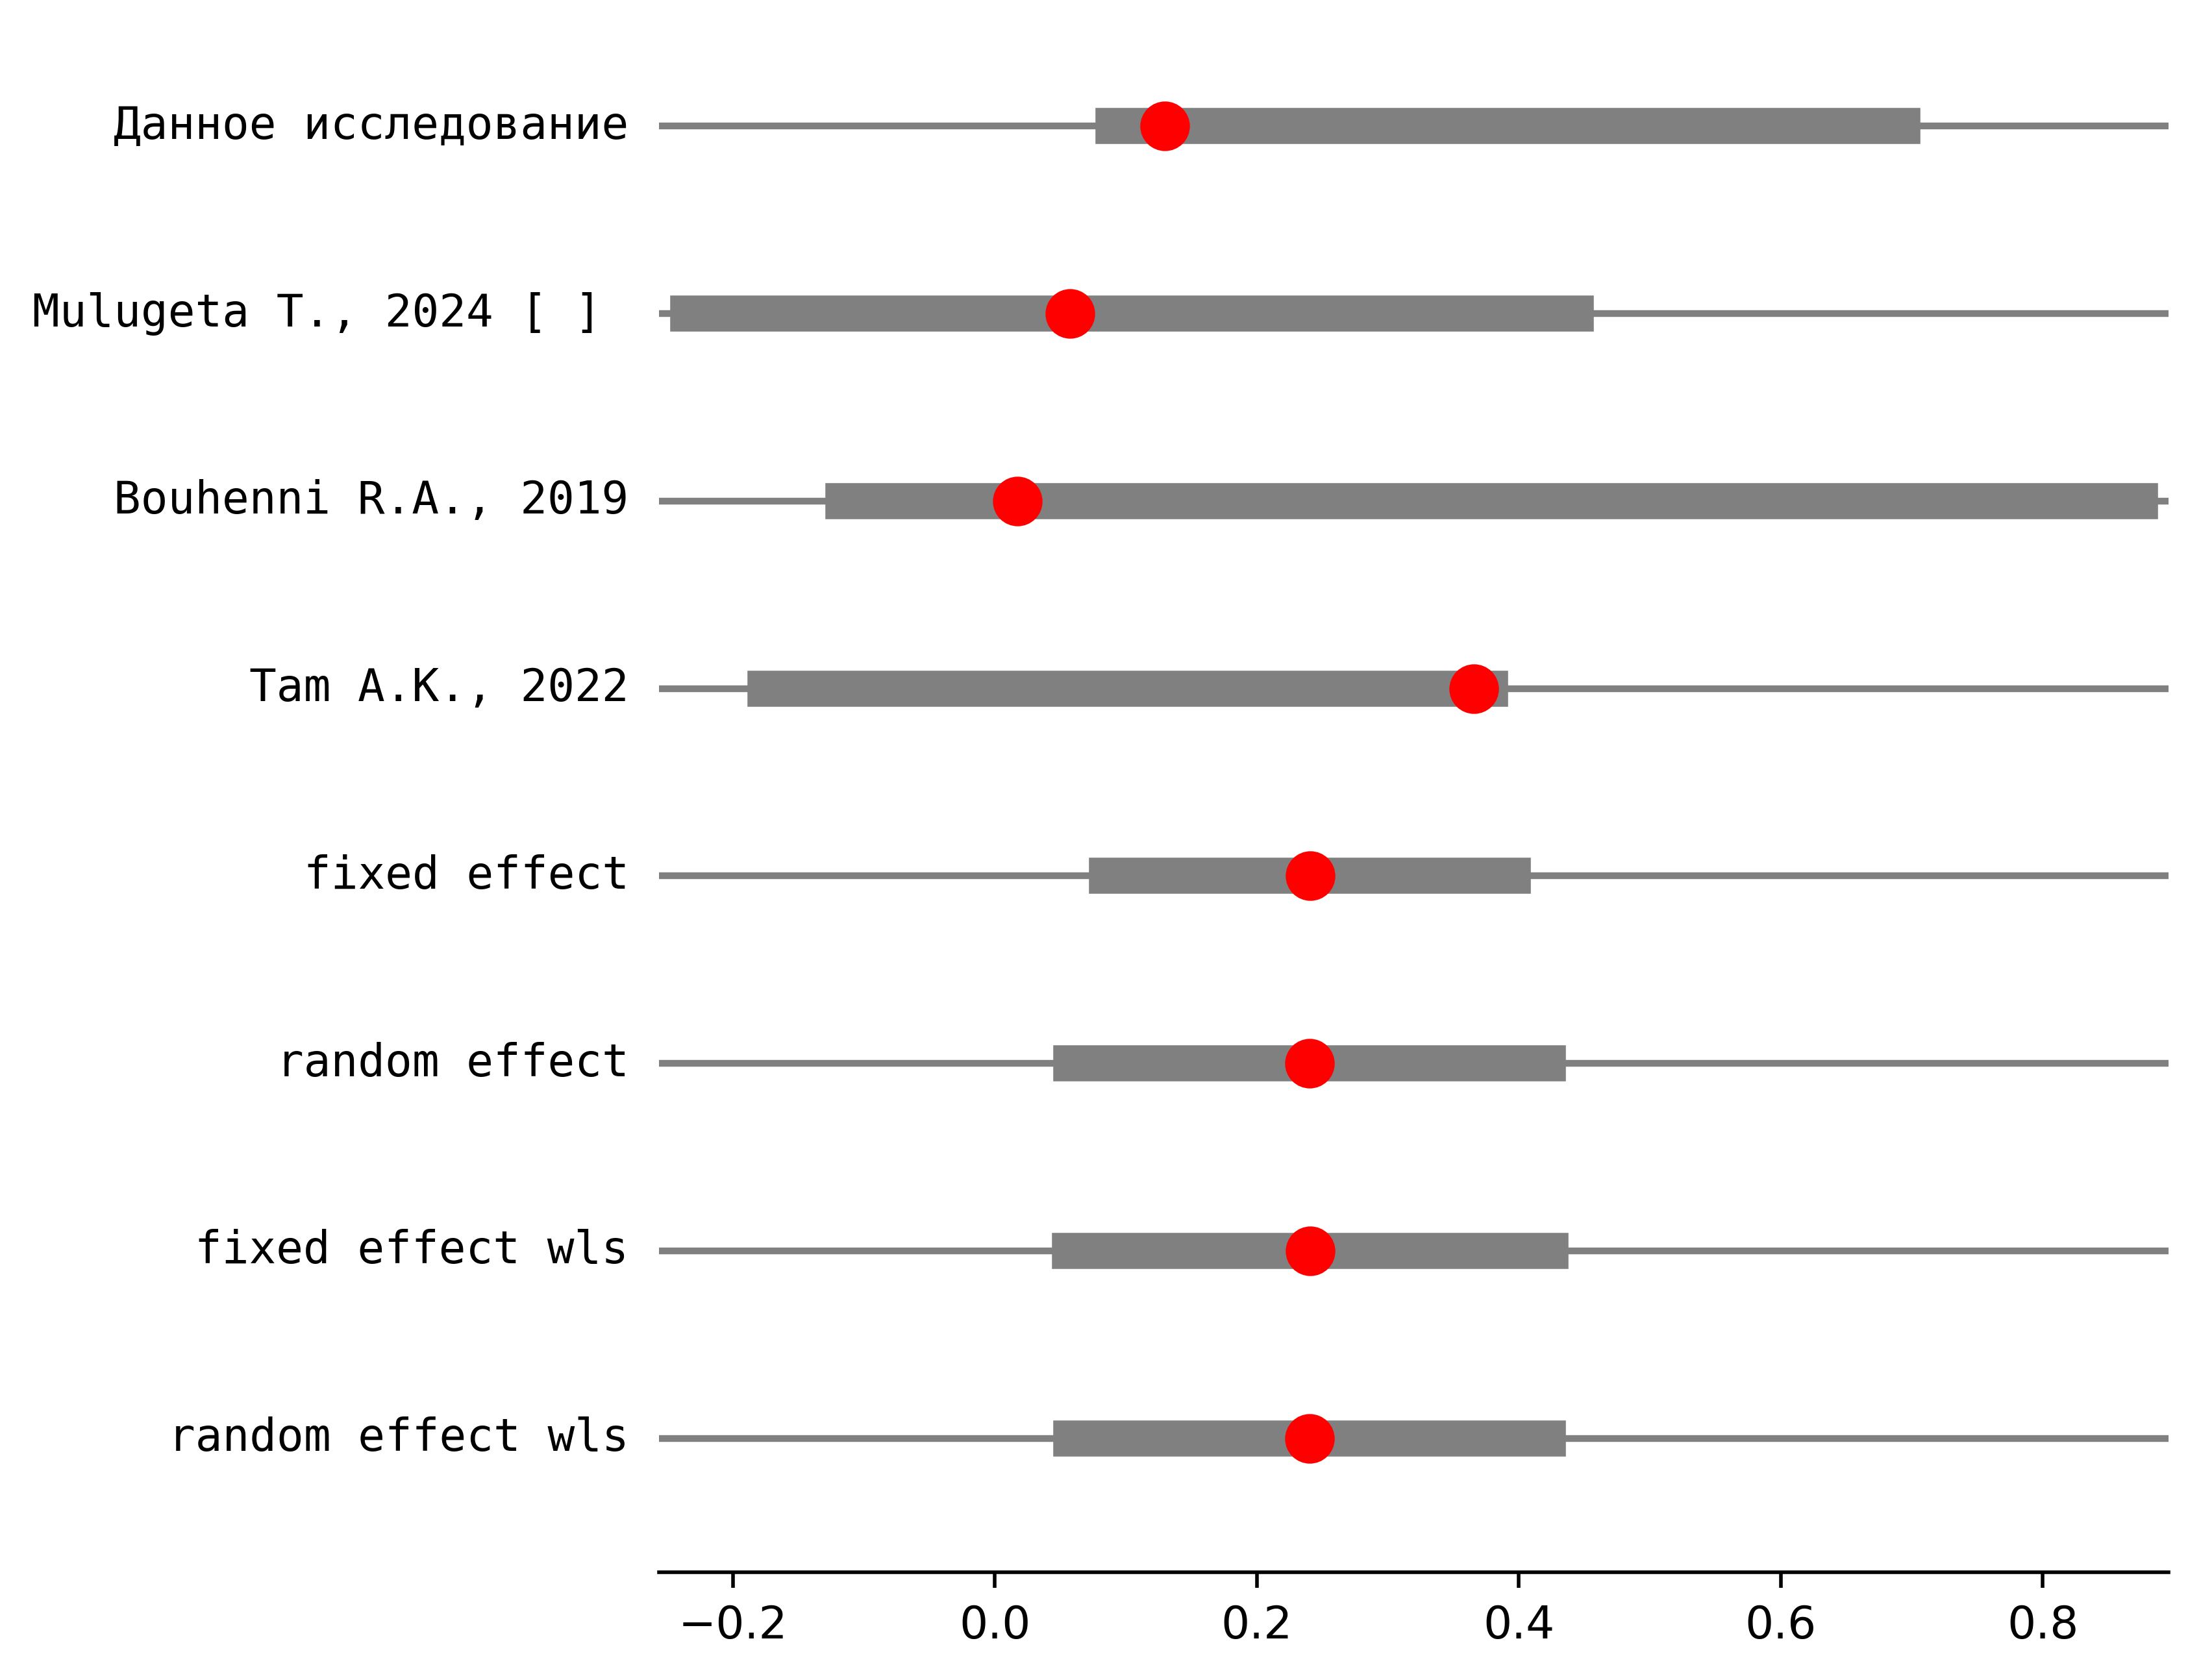 Данное исследование
Mulugeta T., 2024 [ ]
Bouhenni R.A., 2019
Tam A.K., 2022
fixed effect
random effect
fixed effect wls
random effect wls
−0.2 0.0 0.2 0.4 0.6 0.8